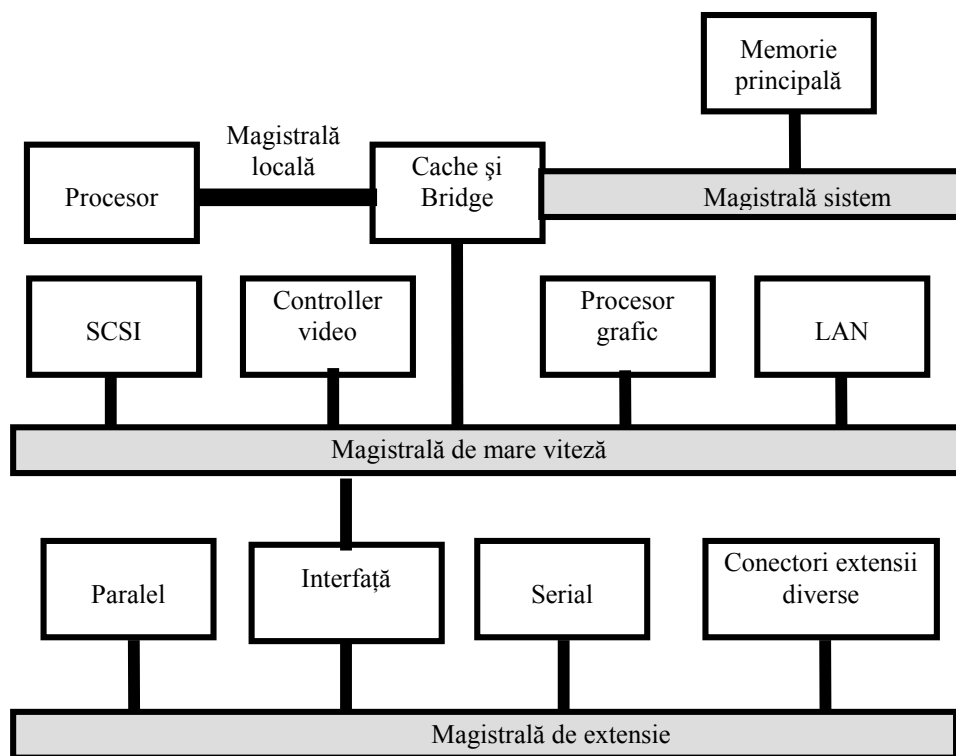 Memorie
principală
Magistrală
locală
Procesor
Cache şi
Bridge
Magistrală sistem
SCSI
Controller
video
Procesor
grafic
LAN
Magistrală de mare viteză
Paralel
Interfaţă
Serial
Conectori extensii
diverse
Magistrală de extensie